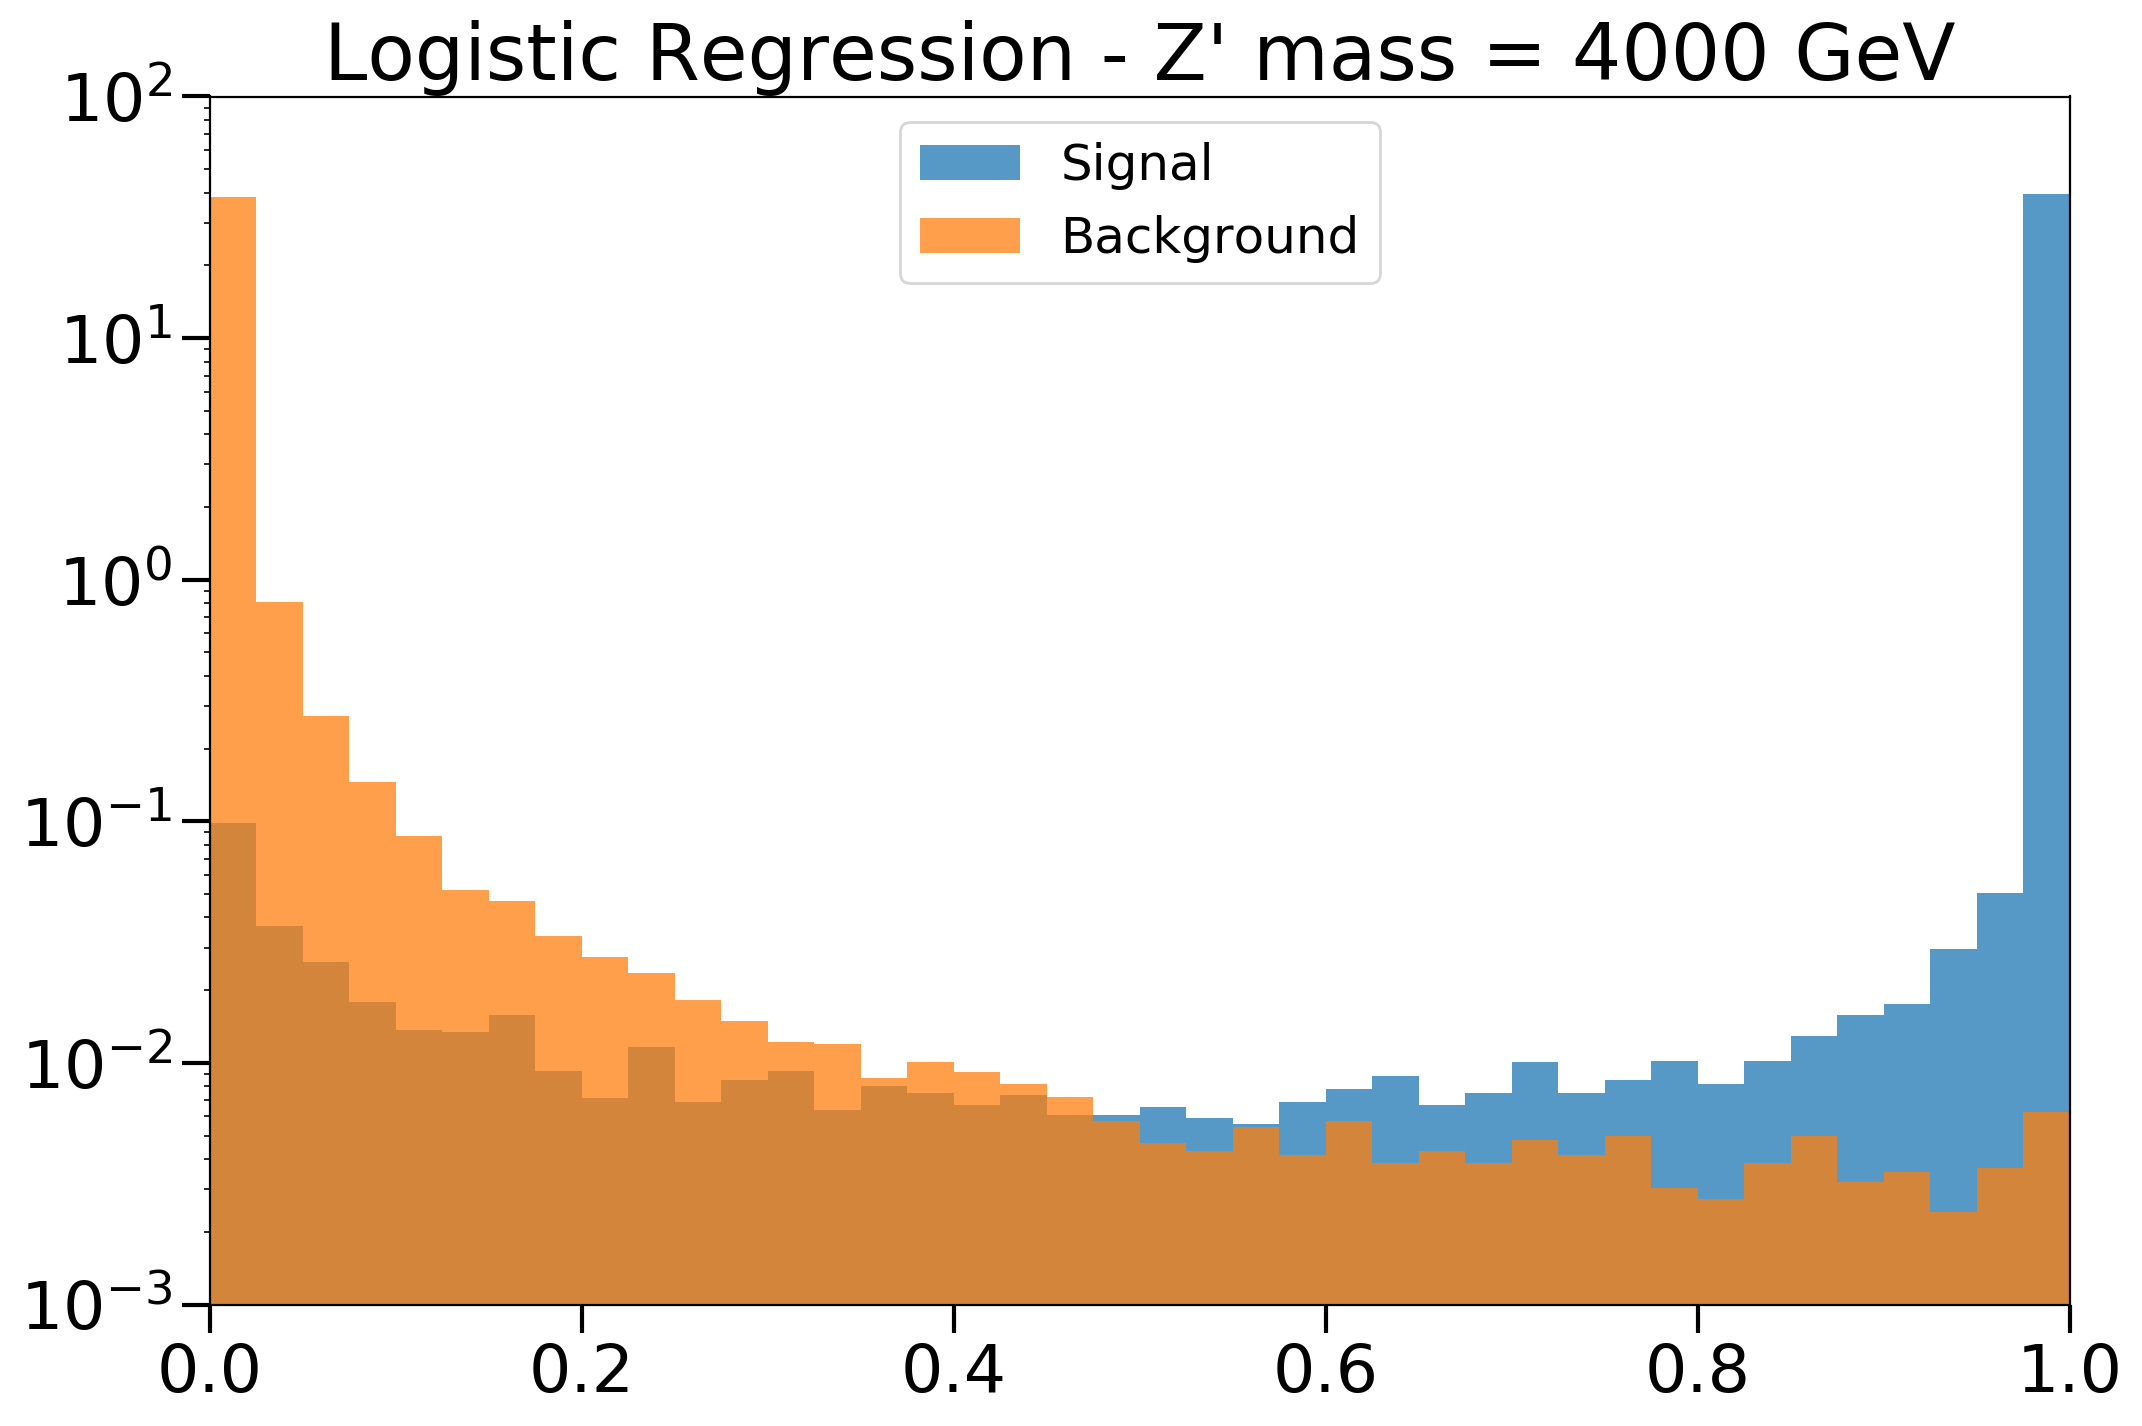 Logistic Regression - Z' mass = 4000 GeV
10²
10¹
10⁰
10⁻¹
10⁻²
10⁻³
Signal
Background
0.0 0.2 0.4 0.6 0.8 1.0